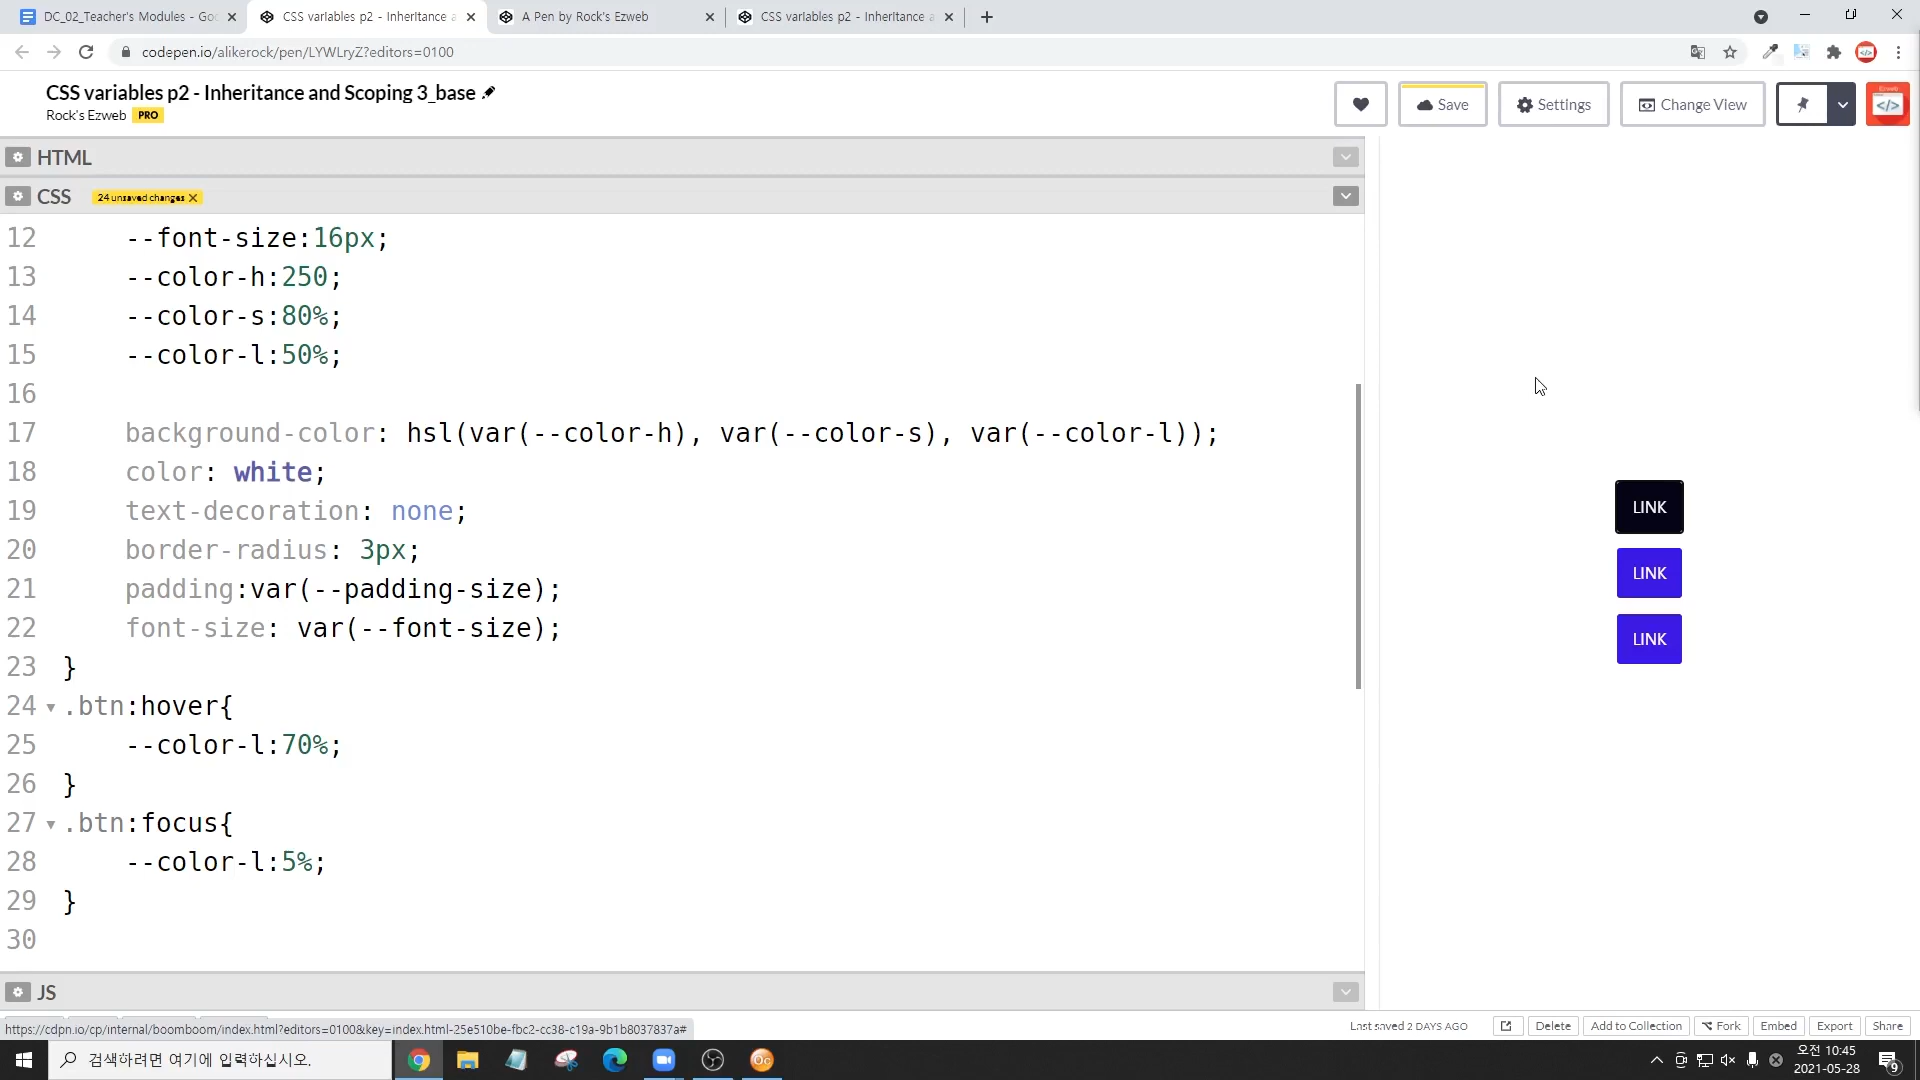 DC_02_Teacher's Modules - Goo
CSS variables p2 - Inheritance a
A Pen by Rock's Ezweb
CSS variables p2 - Inheritance a
codepen.io/alikerock/pen/LYWLryZ?editors=0100
CSS variables p2 - Inheritance and Scoping 3_base
Rock's Ezweb PRO
Save
Settings
Change View
HTML
CSS 24 unsaved changes
12 --font-size:16px;
13 --color-h:250;
14 --color-s:80%;
15 --color-l:50%;
16
17 background-color: hsl(var(--color-h), var(--color-s), var(--color-l));
18 color: white;
19 text-decoration: none;
20 border-radius: 3px;
21 padding:var(--padding-size);
22 font-size: var(--font-size);
23 }
24 .btn:hover{
25 --color-l:70%;
26 }
27 .btn:focus{
28 --color-l:5%;
29 }
30
LINK
LINK
LINK
JS
https://cdpn.io/cp/internal/boomboom/index.html?editors=0100&key=index.html-25e510be-fbc2-cc38-c19a-9b1b8037837a#
Last saved 2 DAYS AGO
Delete
Add to Collection
Fork
Embed
Export
Share
검색하려면 여기에 입력하십시오.
오전 10:45
2021-05-28
9